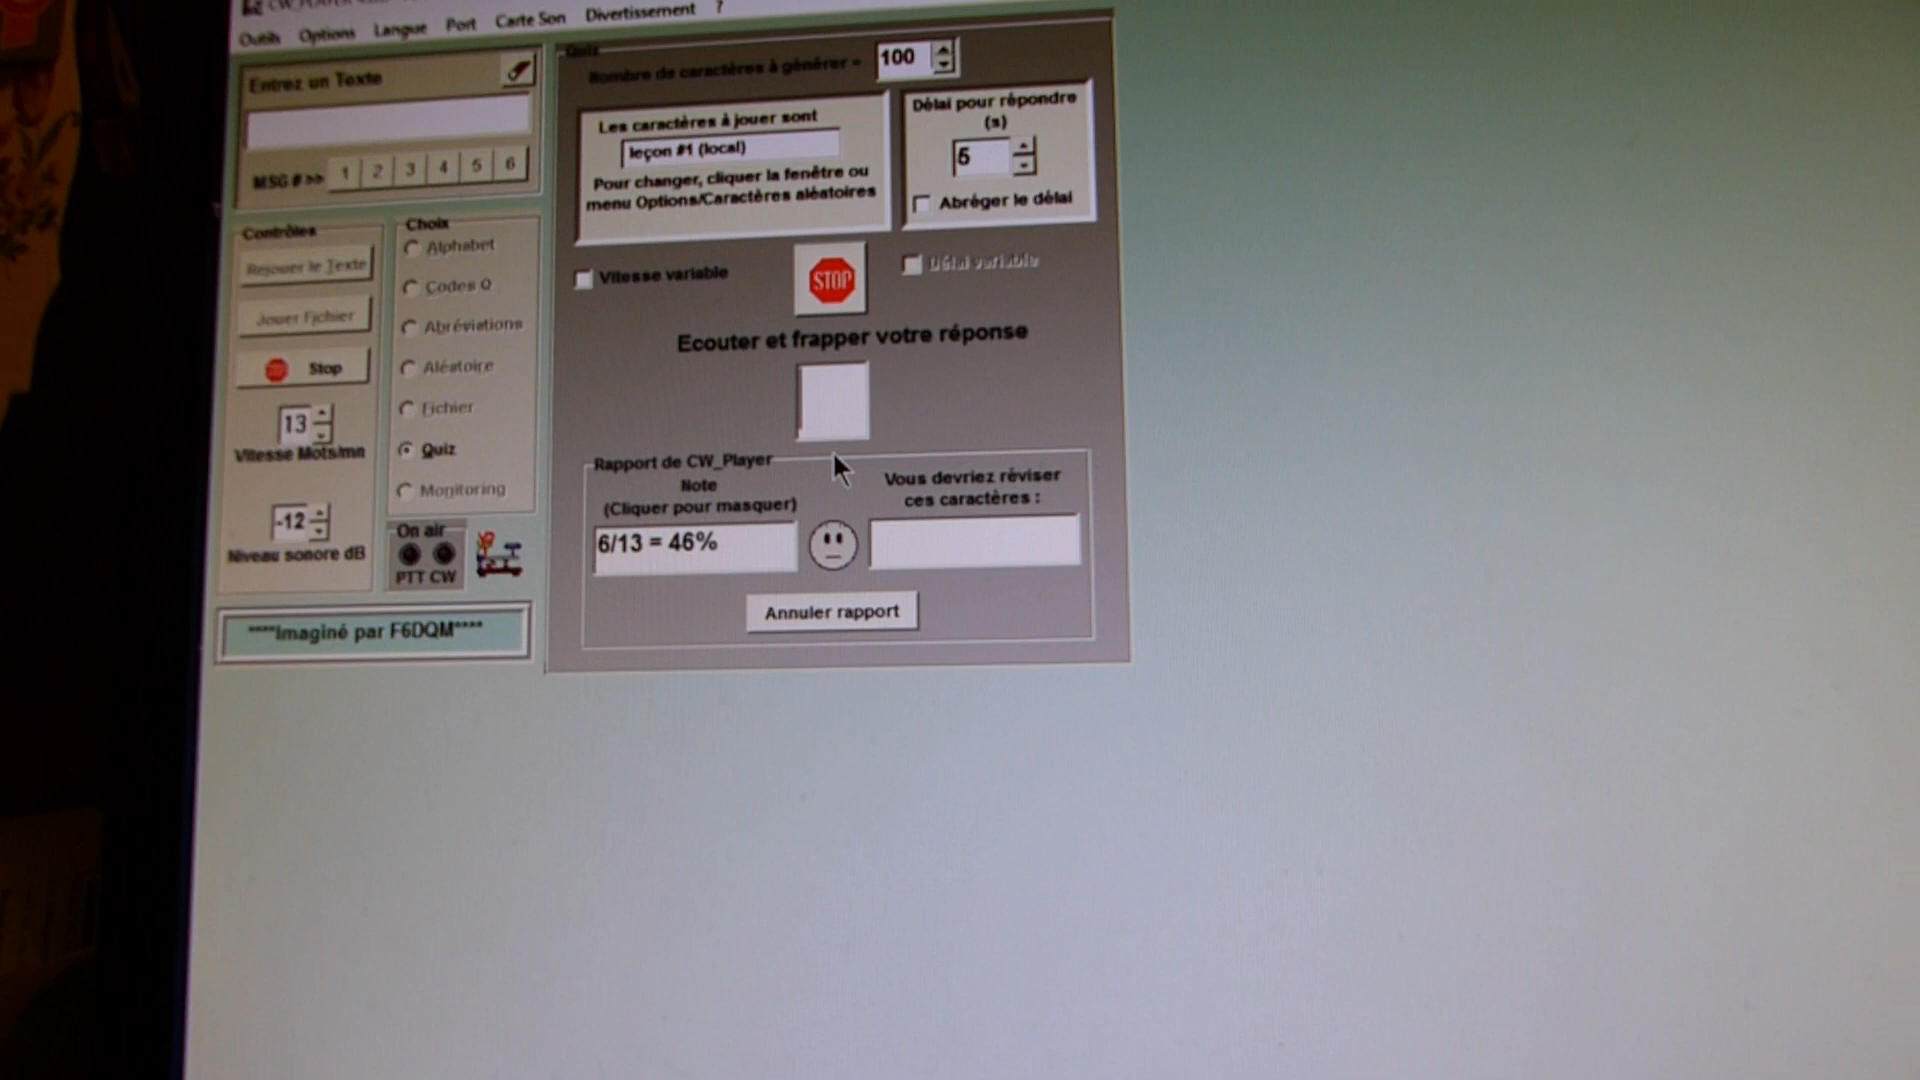 CW_PLAYER
Outils Options Langue Port Carte Son Divertissement ?
Entrez un Texte
MSG # >> 1 2 3 4 5 6
Contrôles
Rejouer le Texte
Jouer Fichier
Stop
13
Vitesse Mots/mn
-12
Niveau sonore dB
Choix
Alphabet
Codes Q
Abréviations
Aléatoire
Fichier
Quiz
Monitoring
On air
PTT CW
****Imaginé par F6DQM****
Quiz
Nombre de caractères à générer = 100
Les caractères à jouer sont
leçon #1 (local)
Pour changer, cliquer la fenêtre ou
menu Options/Caractères aléatoires
Délai pour répondre
(s)
5
Abréger le délai
Vitesse variable
STOP
Délai variable
Ecouter et frapper votre réponse
Rapport de CW_Player
Note
(Cliquer pour masquer)
6/13 = 46%
Vous devriez réviser
ces caractères :
Annuler rapport